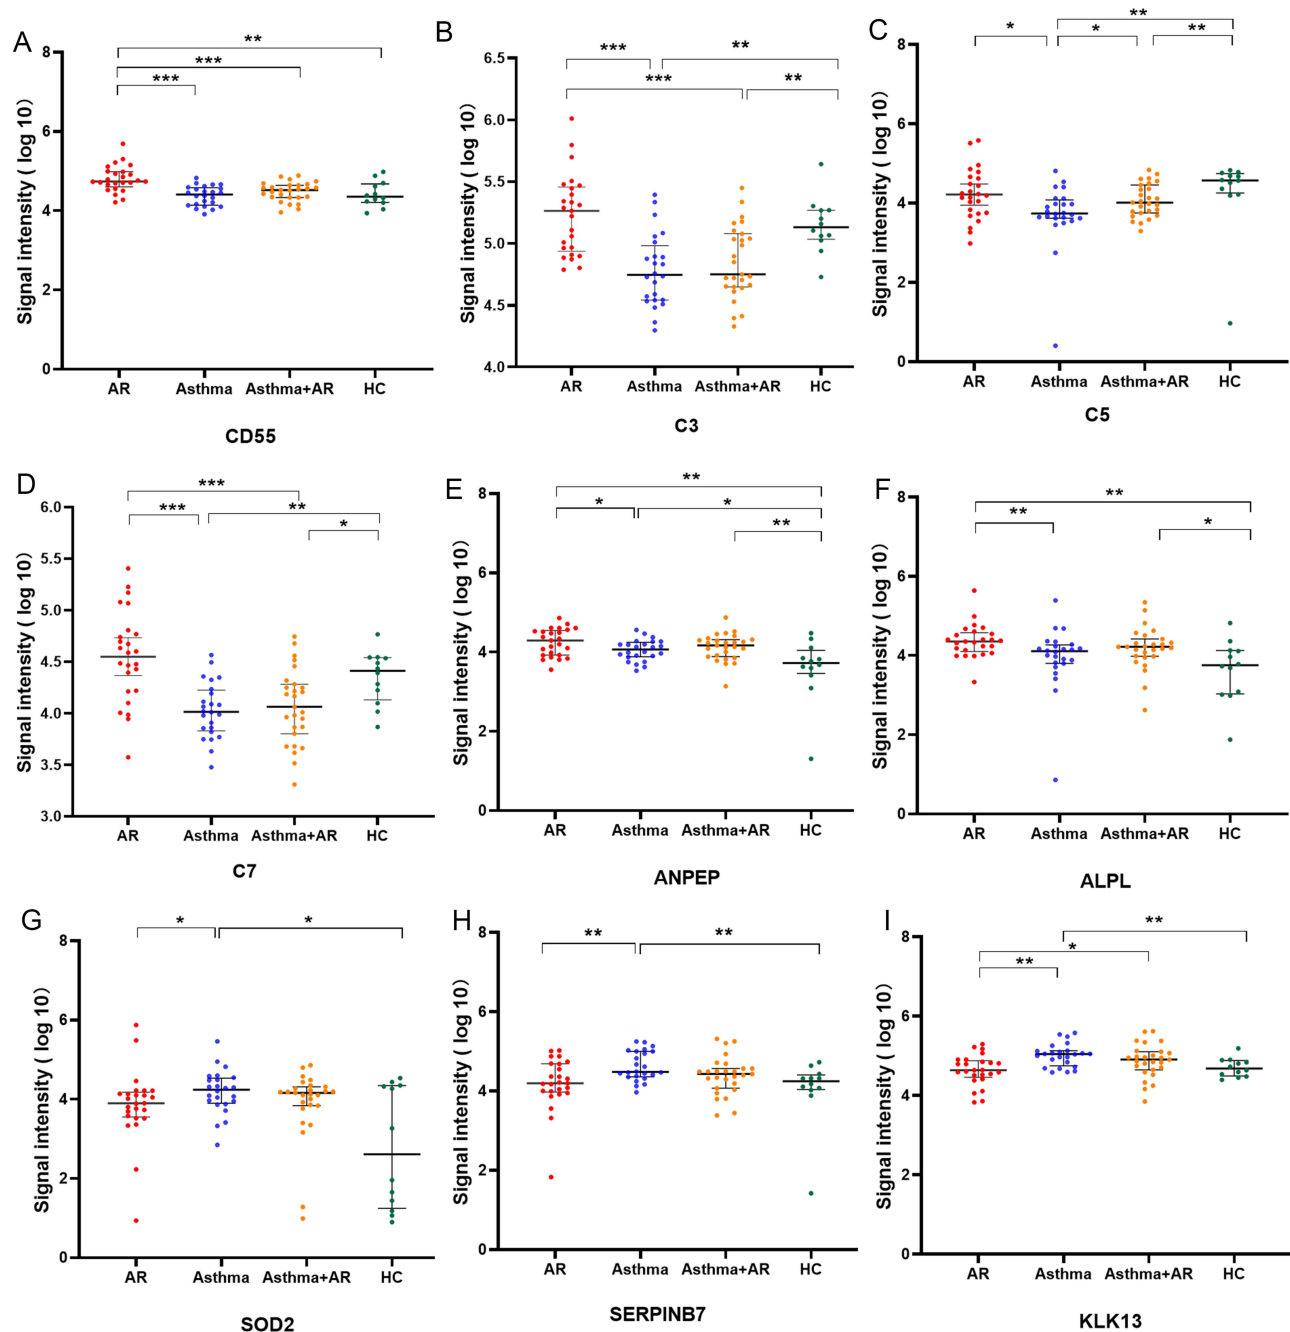 A
**
***
***
Signal intensity ( log 10)
8
6
4
2
0
AR Asthma Asthma+AR HC
CD55
B
*** **
*** **
Signal intensity ( log 10)
6.5
6.0
5.5
5.0
4.5
4.0
AR Asthma Asthma+AR HC
C3
C
**
* * **
Signal intensity ( log 10)
8
6
4
2
0
AR Asthma Asthma+AR HC
C5
D
***
*** **
*
Signal intensity ( log 10)
6.0
5.5
5.0
4.5
4.0
3.5
3.0
AR Asthma Asthma+AR HC
C7
E
**
* *
**
Signal intensity ( log 10)
8
6
4
2
0
AR Asthma Asthma+AR HC
ANPEP
F
**
** *
Signal intensity ( log 10)
8
6
4
2
0
AR Asthma Asthma+AR HC
ALPL
G
* *
Signal intensity ( log 10)
8
6
4
2
0
AR Asthma Asthma+AR HC
SOD2
H
** **
Signal intensity ( log 10)
8
6
4
2
0
AR Asthma Asthma+AR HC
SERPINB7
I
**
*
**
Signal intensity ( log 10)
8
6
4
2
0
AR Asthma Asthma+AR HC
KLK13